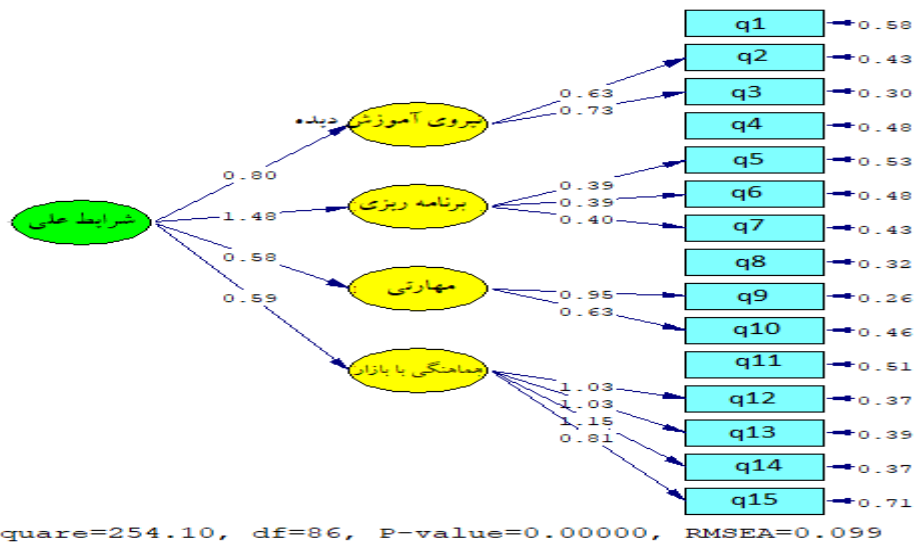 q1
0.58
q2
0.43
q3
0.30
q4
0.48
q5
0.53
q6
0.48
q7
0.43
q8
0.32
q9
0.26
q10
0.46
q11
0.51
q12
0.37
q13
0.39
q14
0.37
q15
0.71
شرایط علی
0.80
1.48
0.58
0.59
نیروی آموزش دیده
0.63
0.73
برنامه ریزی
0.39
0.39
0.40
مهارتی
0.95
0.63
هماهنگی با بازار
1.03
1.03
1.15
0.81
quare=254.10, df=86, P-value=0.00000, RMSEA=0.099